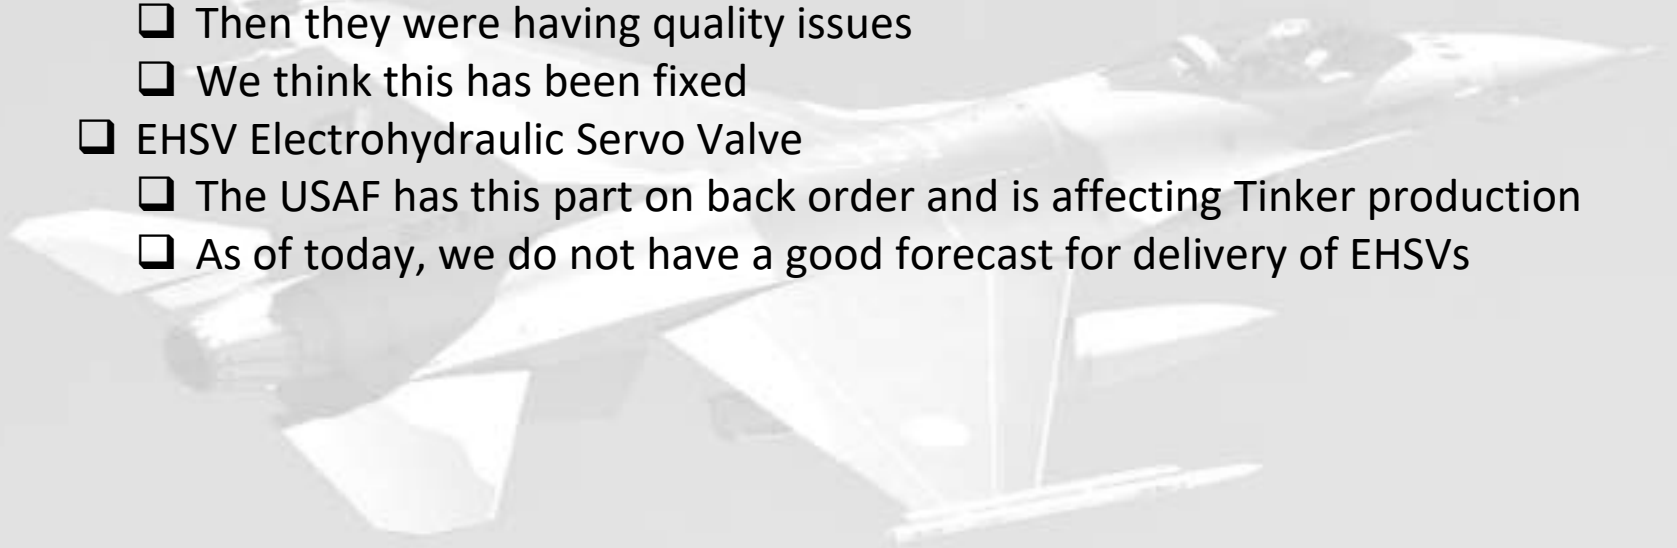 ❑ Then they were having quality issues
❑ We think this has been fixed
❑ EHSV Electrohydraulic Servo Valve
❑ The USAF has this part on back order and is affecting Tinker production
❑ As of today, we do not have a good forecast for delivery of EHSVs